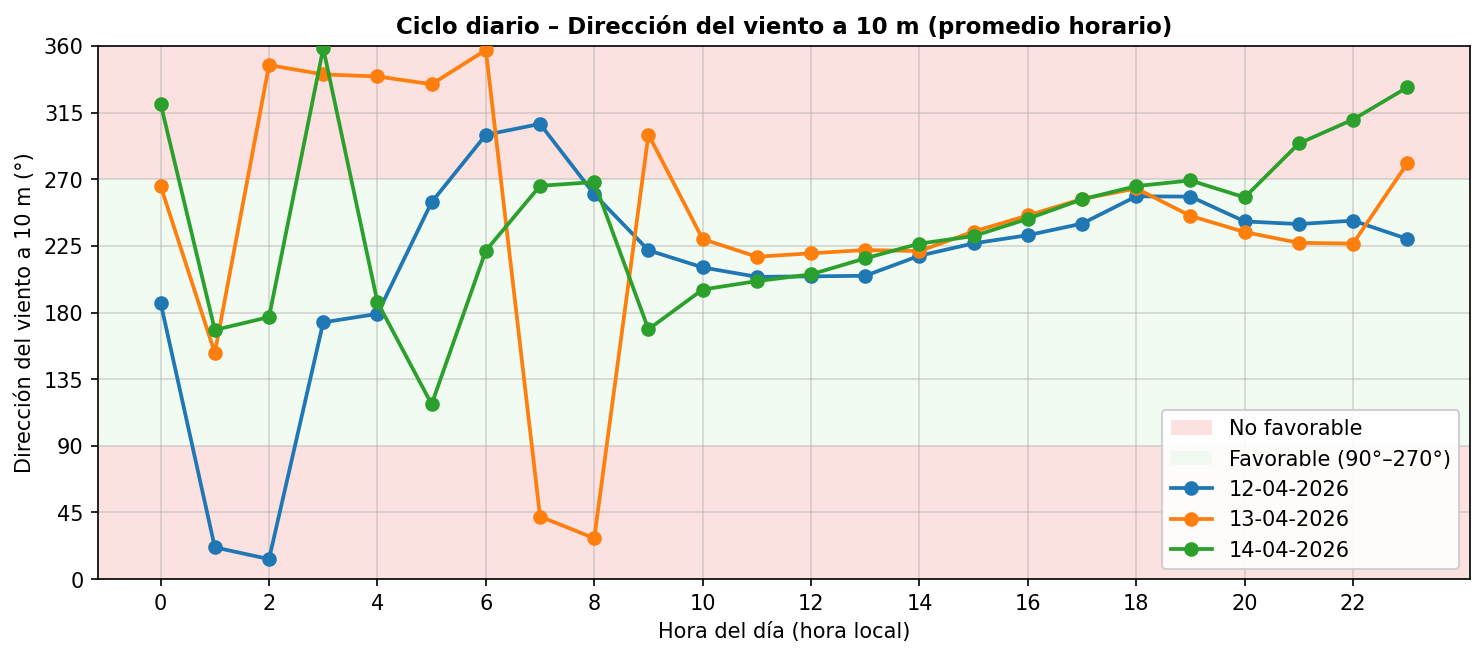 Ciclo diario – Dirección del viento a 10 m (promedio horario)
Dirección del viento a 10 m (°)
360
315
270
225
180
135
90
45
0
0 2 4 6 8 10 12 14 16 18 20 22
Hora del día (hora local)
No favorable
Favorable (90°–270°)
12-04-2026
13-04-2026
14-04-2026